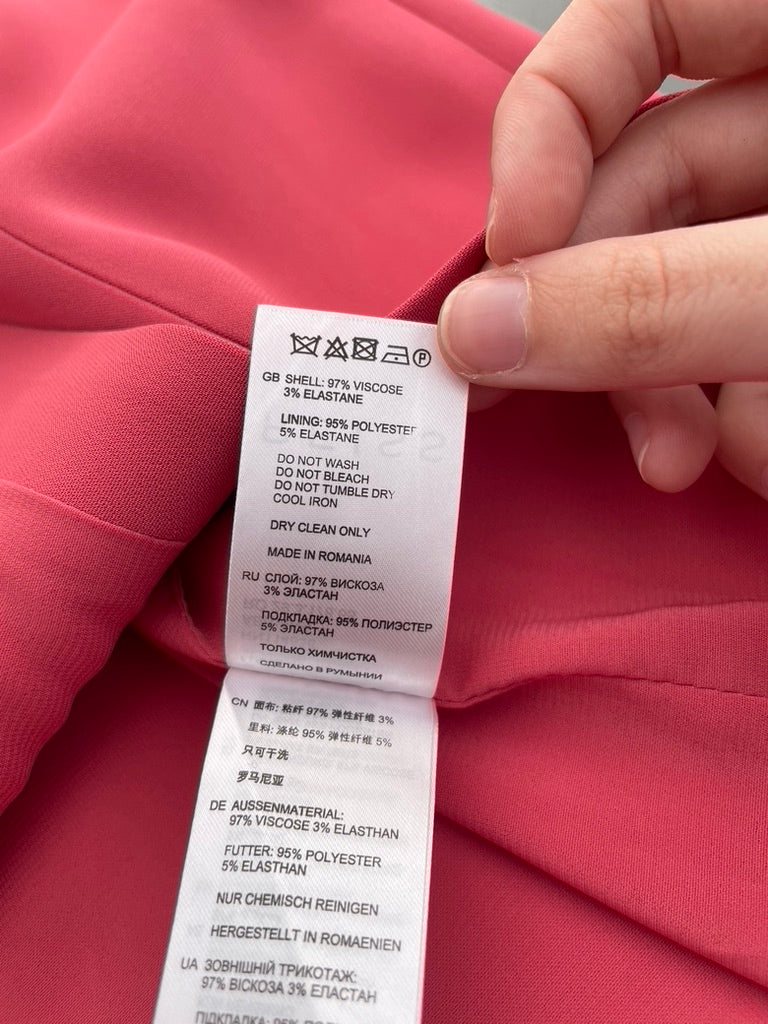 P
GB SHELL: 97% VISCOSE
3% ELASTANE
LINING: 95% POLYESTER
5% ELASTANE
DO NOT WASH
DO NOT BLEACH
DO NOT TUMBLE DRY
COOL IRON
DRY CLEAN ONLY
MADE IN ROMANIA
RU СЛОЙ: 97% ВИСКОЗА
3% ЭЛАСТАН
ПОДКЛАДКА: 95% ПОЛИЭСТЕР
5% ЭЛАСТАН
ТОЛЬКО ХИМЧИСТКА
СДЕЛАНО В РУМЫНИИ
CN 面布: 粘纤 97% 弹性纤维 3%
里料: 涤纶 95% 弹性纤维 5%
只可干洗
罗马尼亚
DE AUSSENMATERIAL:
97% VISCOSE 3% ELASTHAN
FUTTER: 95% POLYESTER
5% ELASTHAN
NUR CHEMISCH REINIGEN
HERGESTELLT IN ROMAENIEN
UA ЗОВНІШНІЙ ТРИКОТАЖ:
97% ВІСКОЗА 3% ЕЛАСТАН
ПІДКЛАДКА: 95%